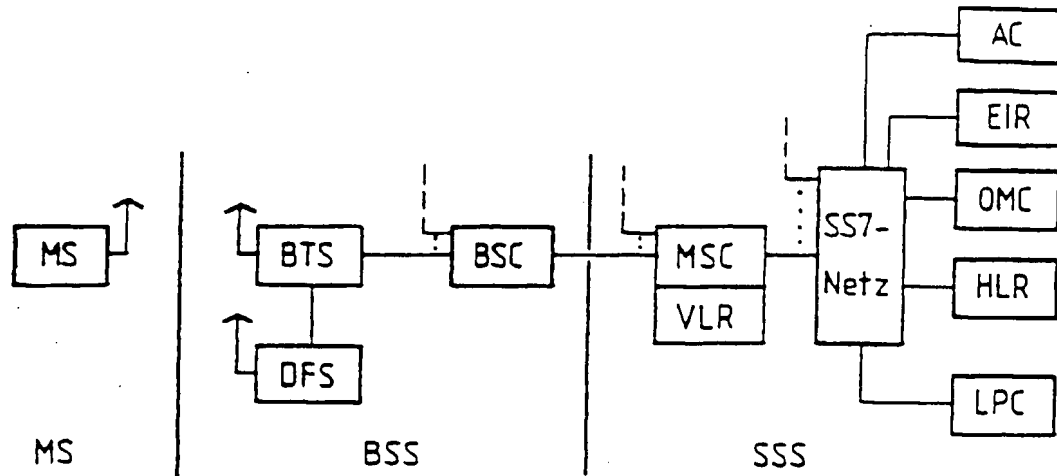 AC
EIR
OMC
HLR
LPC
SS7-
Netz
MS
BTS
BSC
MSC
VLR
DFS
MS
BSS
SSS